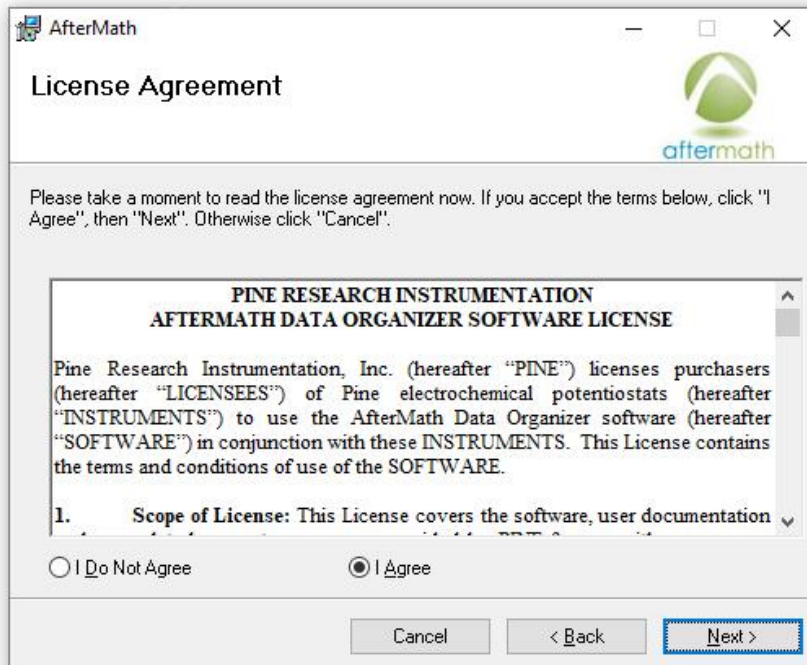 AfterMath
License Agreement
aftermath
Please take a moment to read the license agreement now. If you accept the terms below, click "I
Agree", then "Next". Otherwise click "Cancel".
PINE RESEARCH INSTRUMENTATION
AFTERMATH DATA ORGANIZER SOFTWARE LICENSE
Pine Research Instrumentation, Inc. (hereafter “PINE”) licenses purchasers
(hereafter “LICENSEES”) of Pine electrochemical potentiostats (hereafter
“INSTRUMENTS”) to use the AfterMath Data Organizer software (hereafter
“SOFTWARE”) in conjunction with these INSTRUMENTS. This License contains
the terms and conditions of use of the SOFTWARE.
1. Scope of License: This License covers the software, user documentation
I Do Not Agree I Agree
Cancel < Back Next >